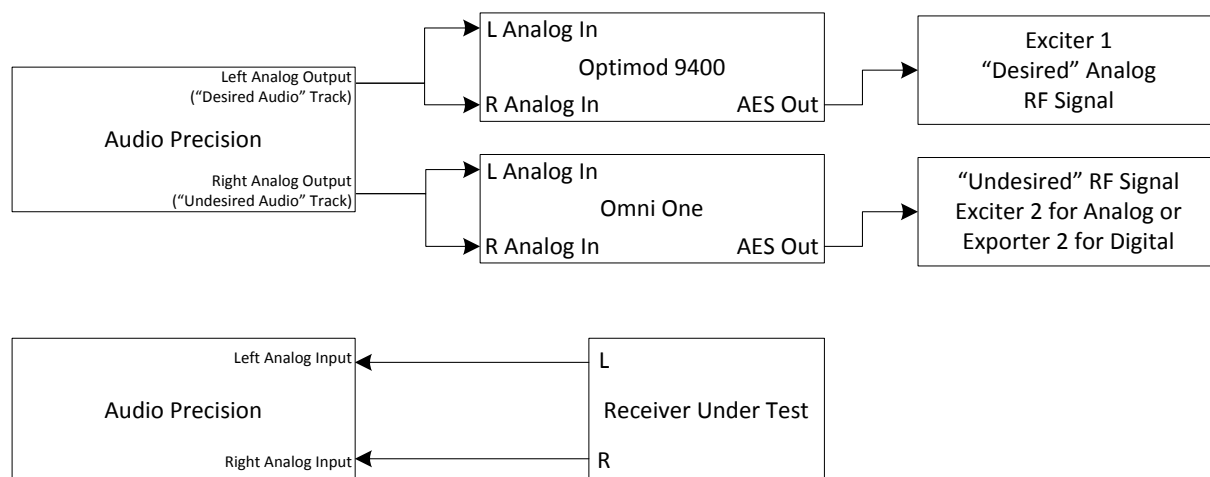 Left Analog Output
("Desired Audio" Track)
Audio Precision
Right Analog Output
("Undesired Audio" Track)
L Analog In
Optimod 9400
R Analog In
AES Out
Exciter 1
“Desired” Analog
RF Signal
L Analog In
Omni One
R Analog In
AES Out
“Undesired” RF Signal
Exciter 2 for Analog or
Exporter 2 for Digital
Left Analog Input
Audio Precision
Right Analog Input
L
Receiver Under Test
R